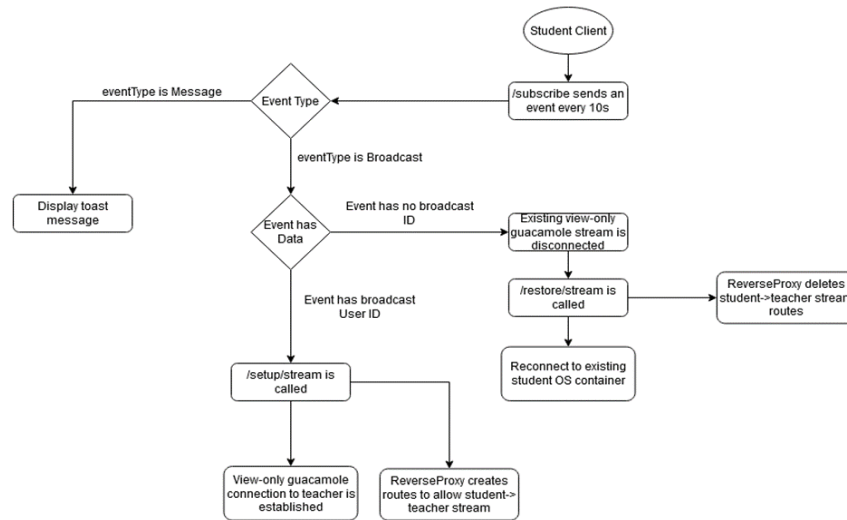 Student Client
/subscribe sends an
event every 10s
Event Type
eventType is Message
eventType is Broadcast
Display toast
message
Event has
Data
Event has no broadcast
ID
Existing view-only
guacamole stream is
disconnected
/restore/stream is
called
ReverseProxy deletes
student->teacher stream
routes
Reconnect to existing
student OS container
Event has broadcast
User ID
/setup/stream is
called
View-only guacamole
connection to teacher is
established
ReverseProxy creates
routes to allow student->
teacher stream